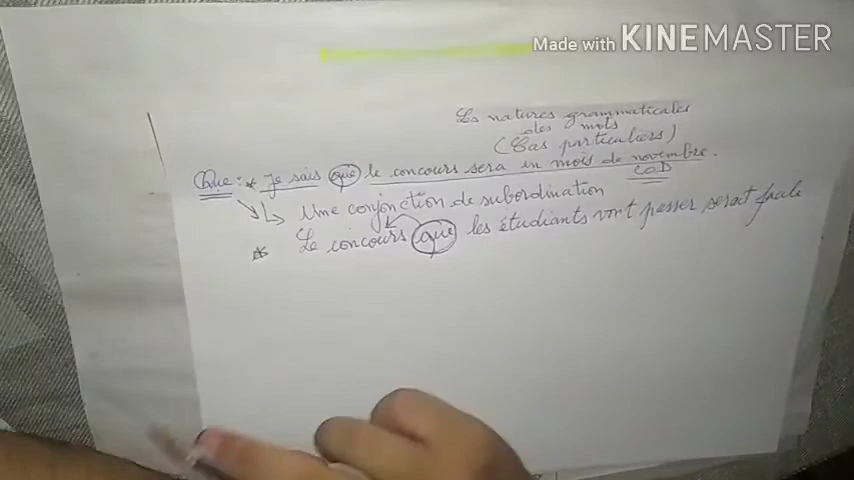 Made with KINEMASTER
Les natures grammaticales
des mots
(Cas particuliers)
Que : * Je sais que le concours sera en mois de novembre.
COD
↳ Une conjonction de subordination
* Le concours que les étudiants vont passer serait facile